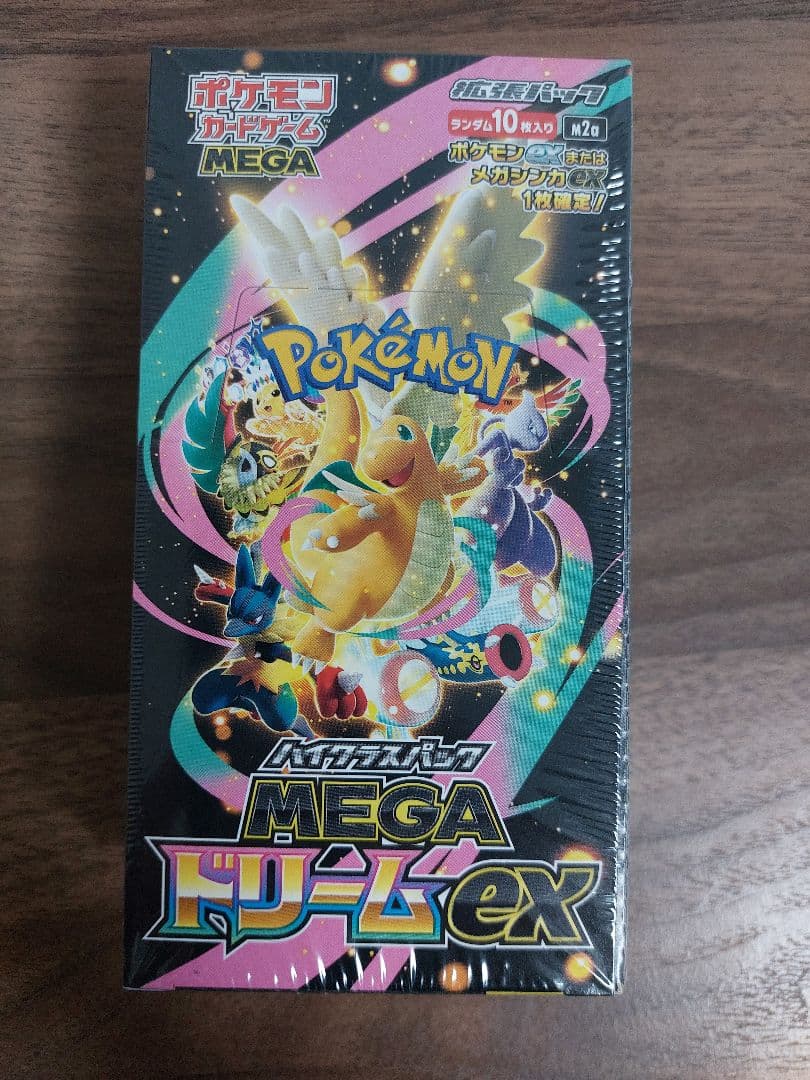 ポケモン
カードゲーム™
MEGA
拡張パック
ランダム10枚入り M2a
ポケモンexまたは
メガシンカex
1枚確定!
POKéMON™
ハイクラスパック
MEGA
ドリームex